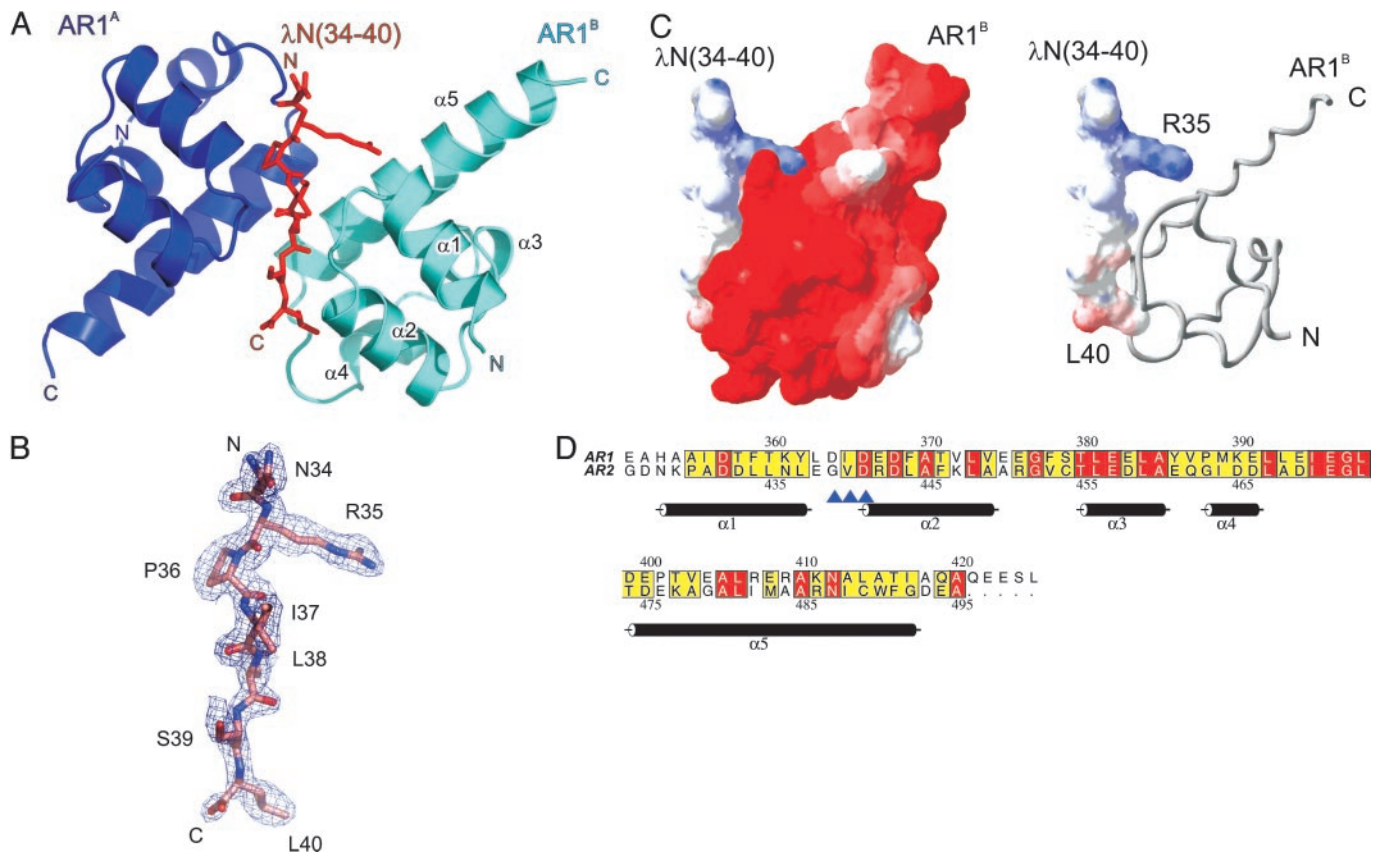 A
AR1ᴬ
λN(34-40)
AR1ᴮ
N
C
α5
N
α1
α3
α2
N
C
α4
C
B
N
N34
R35
P36
I37
L38
S39
C
L40
C
λN(34-40)
AR1ᴮ
λN(34-40)
AR1ᴮ
C
R35
N
L40
D
360 370 380 390
AR1 E A H A A I D T F T K Y L D I D E D F A T V L V E E G F S T L E E L A Y V P M K E L L E I E G L
AR2 G D N K P A D D L L N L E G V D R D L A F K L A A R G V C T L E D L A E Q G I D D L A D I E G L
435 445 455 465
α1 α2 α3 α4
400 410 420
D E P T V E A L R E R A K N A L A T I A Q A Q E E S L
T D E K A G A L I M A A R N I C W F G D E A . . . . .
475 485 495
α5